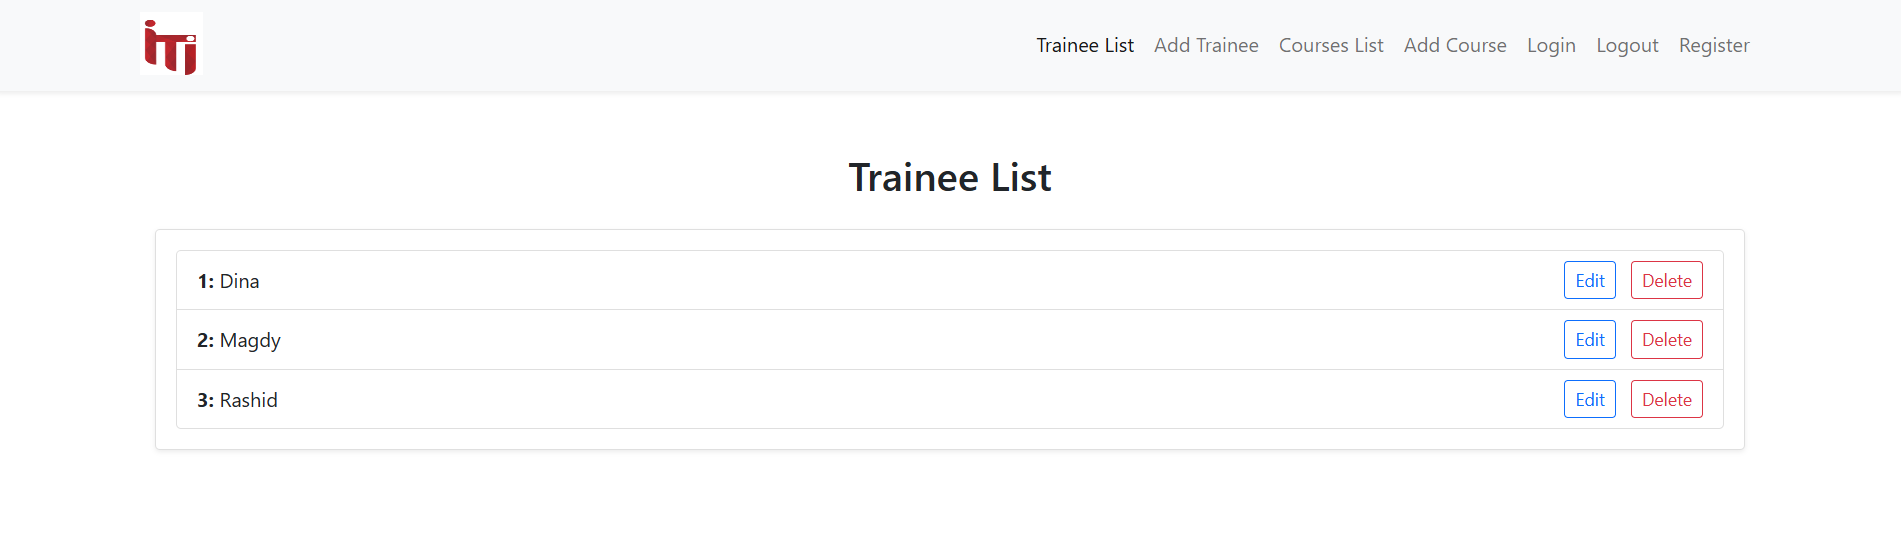 iTi
Trainee List Add Trainee Courses List Add Course Login Logout Register
Trainee List
1: Dina Edit Delete
2: Magdy Edit Delete
3: Rashid Edit Delete